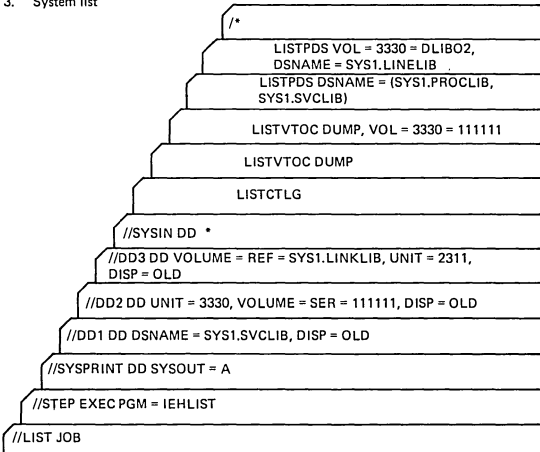 3. System list
/*
LISTPDS VOL = 3330 = DLIBO2,
DSNAME = SYS1.LINELIB
LISTPDS DSNAME = (SYS1.PROCLIB,
SYS1.SVCLIB)
LISTVTOC DUMP, VOL = 3330 = 111111
LISTVTOC DUMP
LISTCTLG
//SYSIN DD *
//DD3 DD VOLUME = REF = SYS1.LINKLIB, UNIT = 2311,
DISP = OLD
//DD2 DD UNIT = 3330, VOLUME = SER = 111111, DISP = OLD
//DD1 DD DSNAME = SYS1.SVCLIB, DISP = OLD
//SYSPRINT DD SYSOUT = A
//STEP EXEC PGM = IEHLIST
//LIST JOB